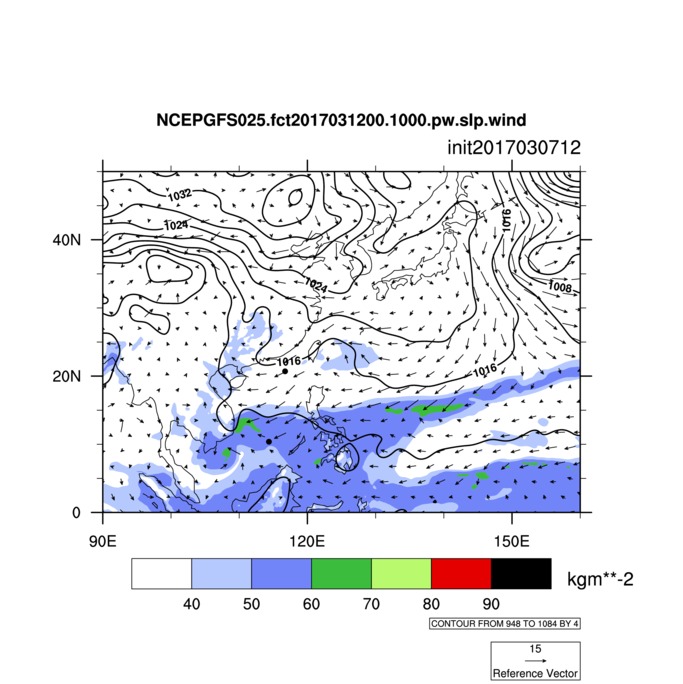 NCEPGFS025.fct2017031200.1000.pw.slp.wind
init2017030712
1032
1024
1016
40N
1024
1008
1016
1016
20N
0
90E 120E 150E
40 50 60 70 80 90
kgm**-2
CONTOUR FROM 948 TO 1084 BY 4
15
Reference Vector